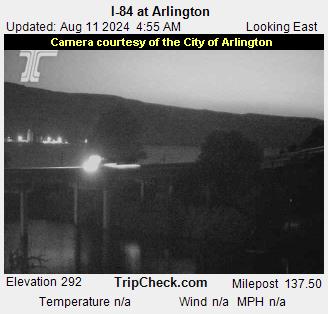 I-84 at Arlington
Updated: Aug 11 2024 4:55 AM Looking East
Camera courtesy of the City of Arlington
Elevation 292 TripCheck.com Milepost 137.50
Temperature n/a Wind n/a MPH n/a